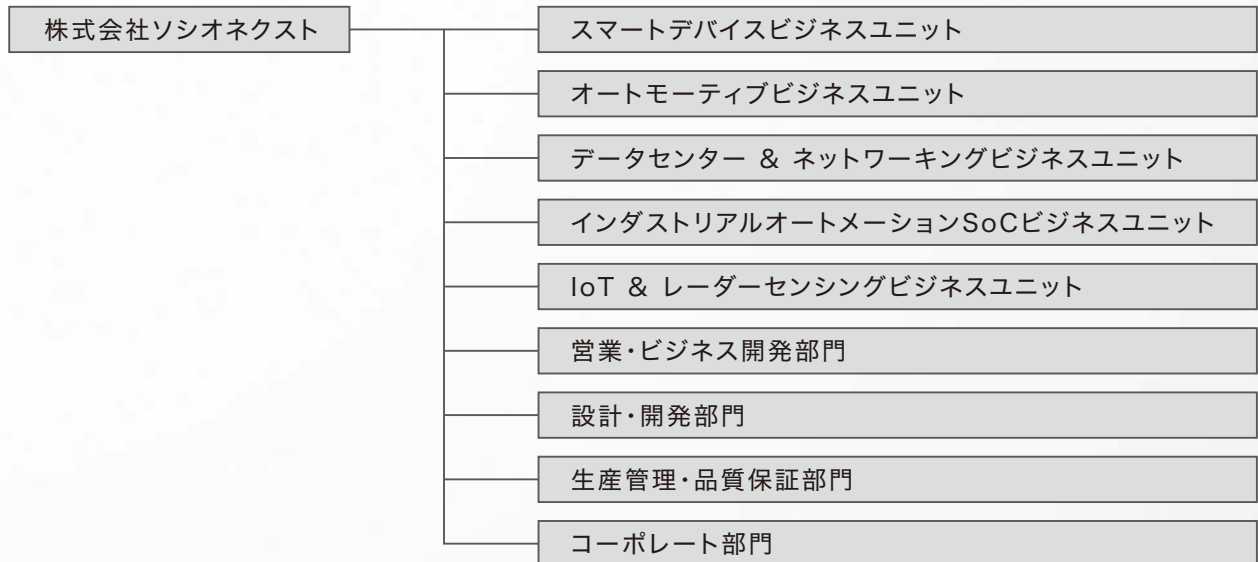 株式会社ソシオネクスト
スマートデバイスビジネスユニット
オートモーティブビジネスユニット
データセンター & ネットワーキングビジネスユニット
インダストリアルオートメーションSoCビジネスユニット
IoT & レーダーセンシングビジネスユニット
営業・ビジネス開発部門
設計・開発部門
生産管理・品質保証部門
コーポレート部門